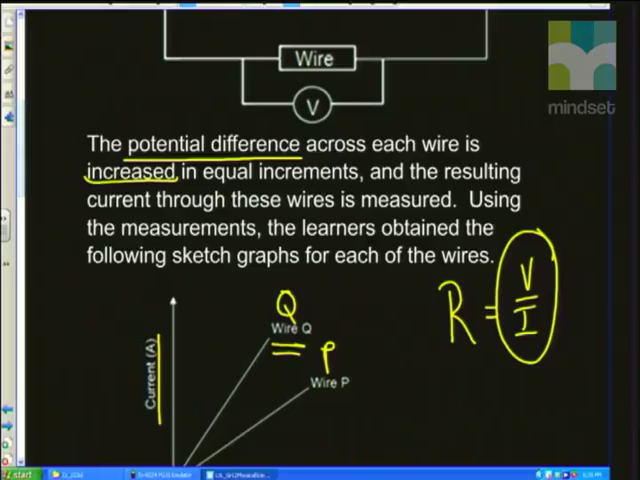 Wire
V
mindset
The potential difference across each wire is
increased in equal increments, and the resulting
current through these wires is measured. Using
the measurements, the learners obtained the
following sketch graphs for each of the wires.
Q
Wire Q
P
Wire P
Current (A)
R = V
I
start